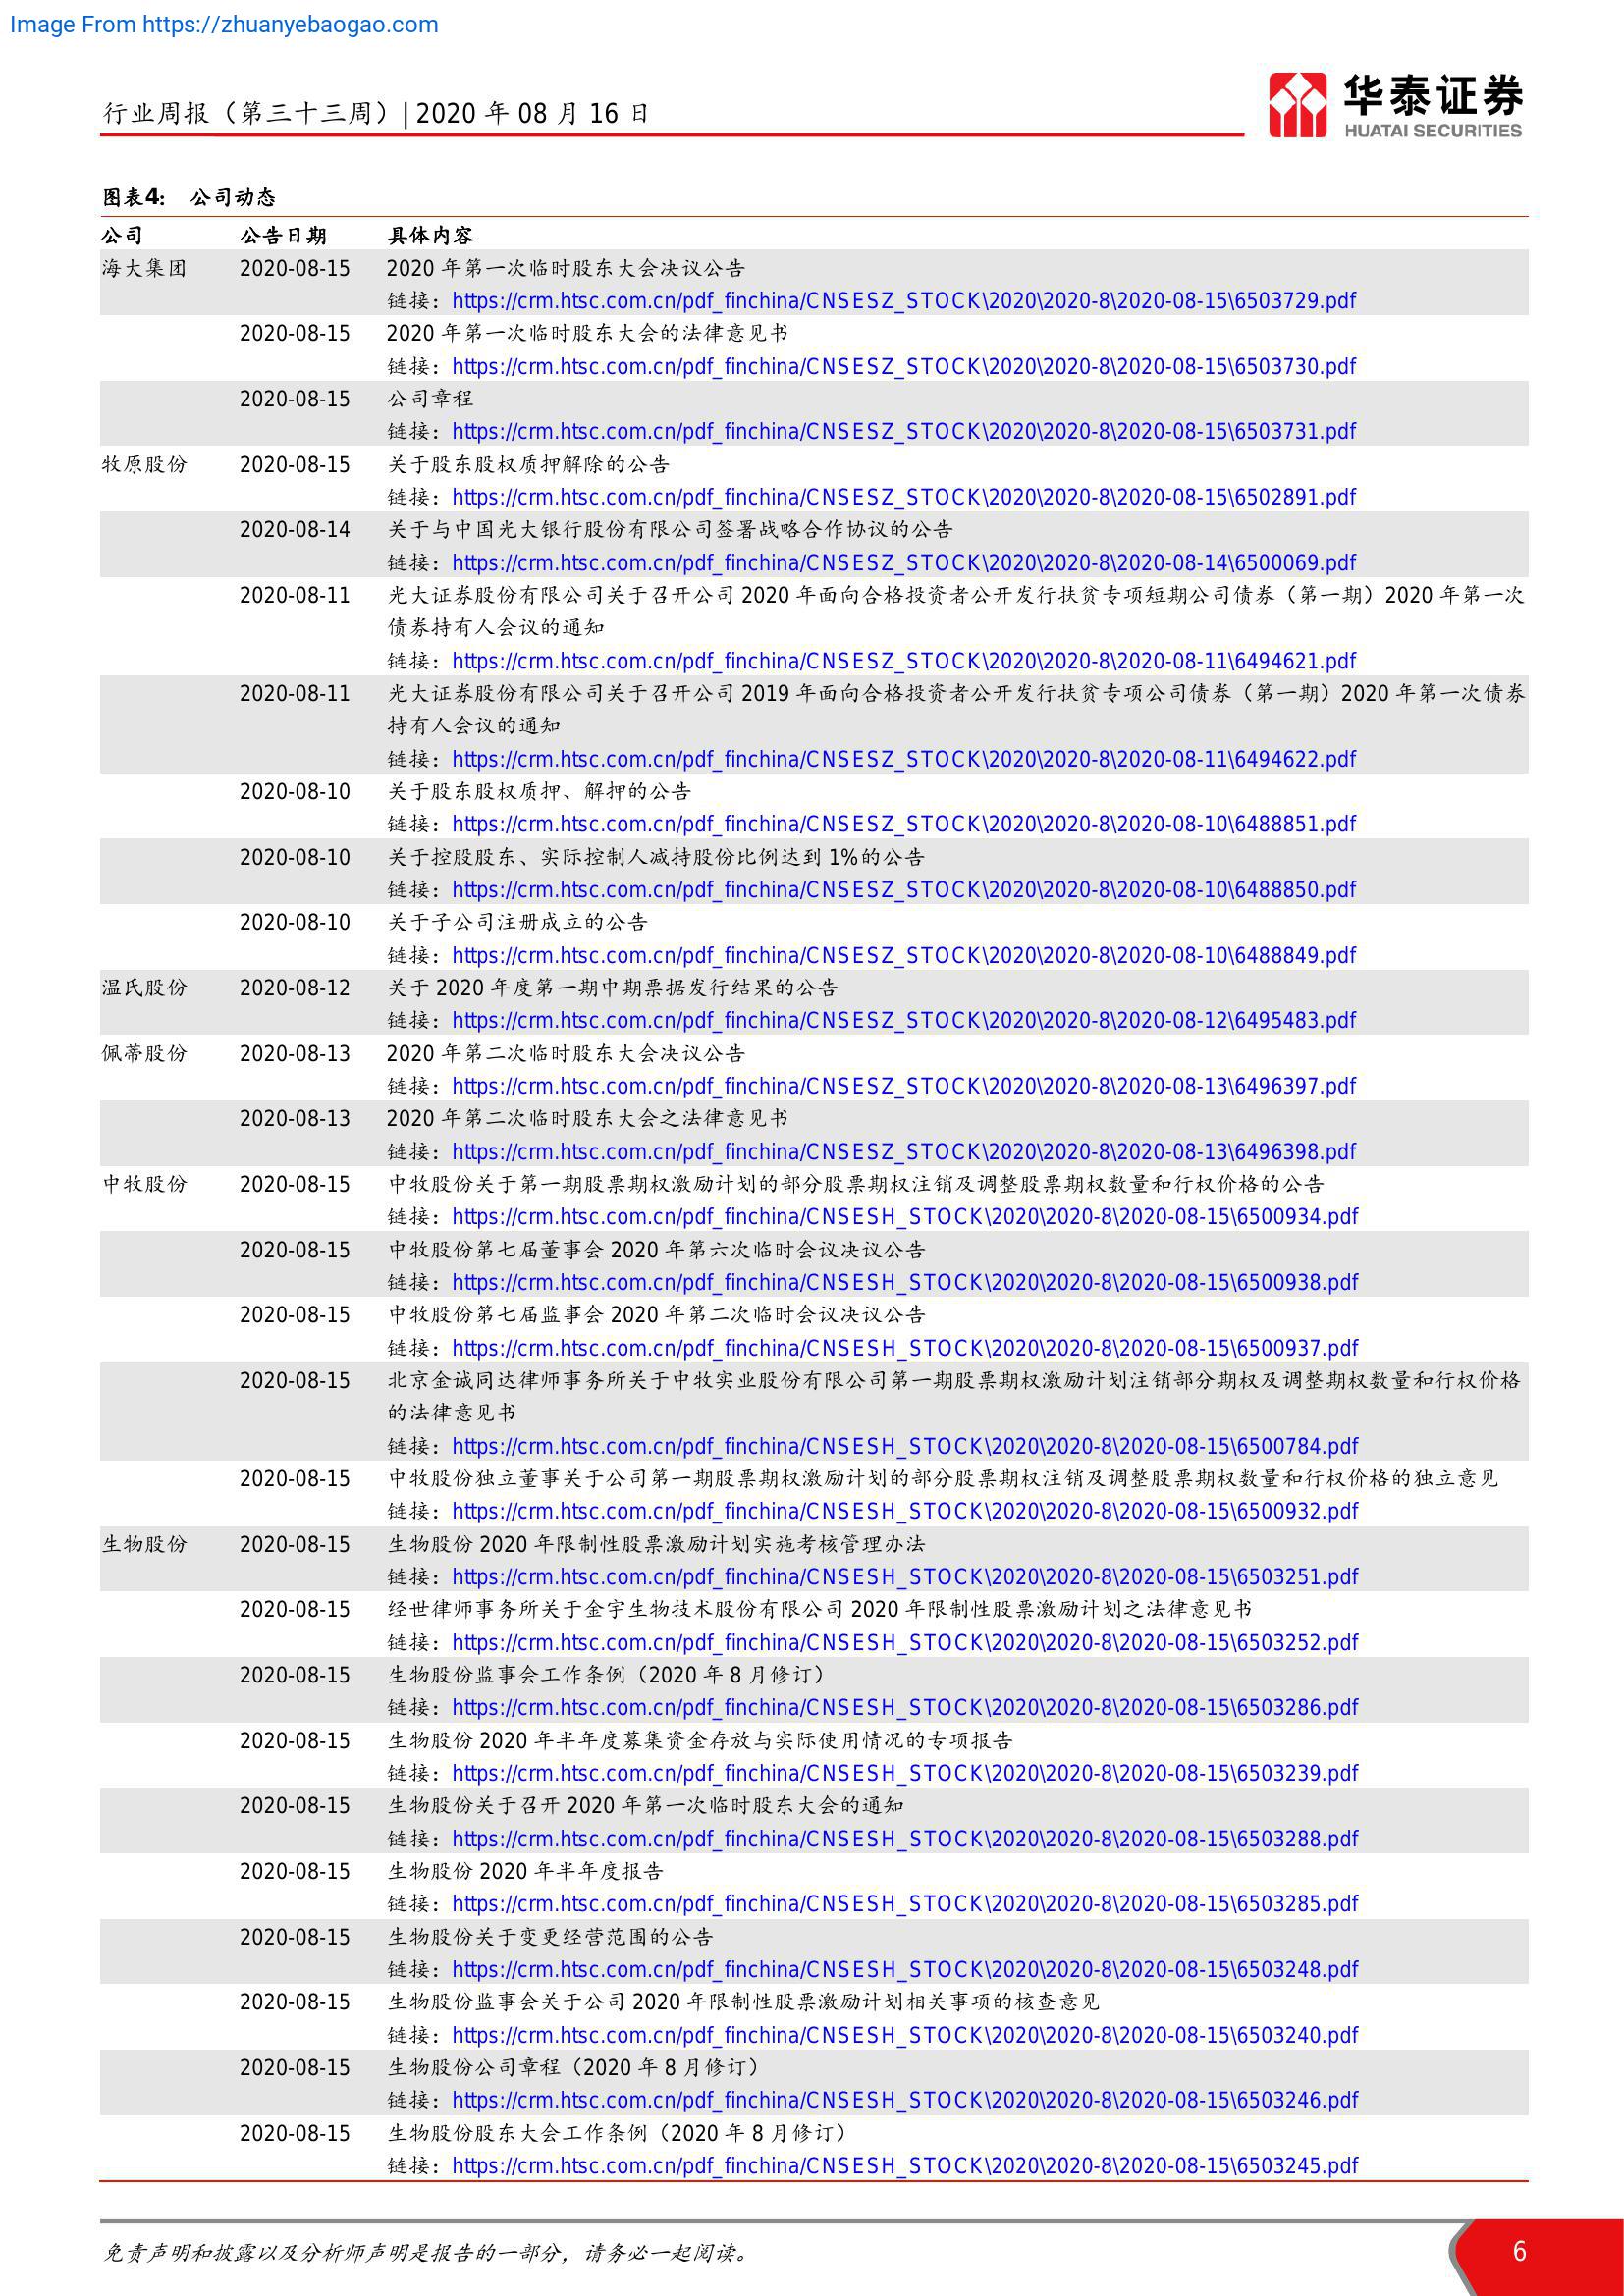 Image From https://zhuanyebaogao.com
行业周报（第三十三周）| 2020 年 08 月 16 日
华泰证券
HUATAI SECURITIES
图表4： 公司动态
公司 公告日期 具体内容
海大集团 2020-08-15 2020 年第一次临时股东大会决议公告
链接：https://crm.htsc.com.cn/pdf_finchina/CNSESZ_STOCK\2020\2020-8\2020-08-15\6503729.pdf
2020-08-15 2020 年第一次临时股东大会的法律意见书
链接：https://crm.htsc.com.cn/pdf_finchina/CNSESZ_STOCK\2020\2020-8\2020-08-15\6503730.pdf
2020-08-15 公司章程
链接：https://crm.htsc.com.cn/pdf_finchina/CNSESZ_STOCK\2020\2020-8\2020-08-15\6503731.pdf
牧原股份 2020-08-15 关于股东股权质押解除的公告
链接：https://crm.htsc.com.cn/pdf_finchina/CNSESZ_STOCK\2020\2020-8\2020-08-15\6502891.pdf
2020-08-14 关于与中国光大银行股份有限公司签署战略合作协议的公告
链接：https://crm.htsc.com.cn/pdf_finchina/CNSESZ_STOCK\2020\2020-8\2020-08-14\6500069.pdf
2020-08-11 光大证券股份有限公司关于召开公司 2020 年面向合格投资者公开发行扶贫专项短期公司债券（第一期）2020 年第一次
债券持有人会议的通知
链接：https://crm.htsc.com.cn/pdf_finchina/CNSESZ_STOCK\2020\2020-8\2020-08-11\6494621.pdf
2020-08-11 光大证券股份有限公司关于召开公司 2019 年面向合格投资者公开发行扶贫专项公司债券（第一期）2020 年第一次债券
持有人会议的通知
链接：https://crm.htsc.com.cn/pdf_finchina/CNSESZ_STOCK\2020\2020-8\2020-08-11\6494622.pdf
2020-08-10 关于股东股权质押、解押的公告
链接：https://crm.htsc.com.cn/pdf_finchina/CNSESZ_STOCK\2020\2020-8\2020-08-10\6488851.pdf
2020-08-10 关于控股股东、实际控制人减持股份比例达到 1%的公告
链接：https://crm.htsc.com.cn/pdf_finchina/CNSESZ_STOCK\2020\2020-8\2020-08-10\6488850.pdf
2020-08-10 关于子公司注册成立的公告
链接：https://crm.htsc.com.cn/pdf_finchina/CNSESZ_STOCK\2020\2020-8\2020-08-10\6488849.pdf
温氏股份 2020-08-12 关于 2020 年度第一期中期票据发行结果的公告
链接：https://crm.htsc.com.cn/pdf_finchina/CNSESZ_STOCK\2020\2020-8\2020-08-12\6495483.pdf
佩蒂股份 2020-08-13 2020 年第二次临时股东大会决议公告
链接：https://crm.htsc.com.cn/pdf_finchina/CNSESZ_STOCK\2020\2020-8\2020-08-13\6496397.pdf
2020-08-13 2020 年第二次临时股东大会之法律意见书
链接：https://crm.htsc.com.cn/pdf_finchina/CNSESZ_STOCK\2020\2020-8\2020-08-13\6496398.pdf
中牧股份 2020-08-15 中牧股份关于第一期股票期权激励计划的部分股票期权注销及调整股票期权数量和行权价格的公告
链接：https://crm.htsc.com.cn/pdf_finchina/CNSESH_STOCK\2020\2020-8\2020-08-15\6500934.pdf
2020-08-15 中牧股份第七届董事会 2020 年第六次临时会议决议公告
链接：https://crm.htsc.com.cn/pdf_finchina/CNSESH_STOCK\2020\2020-8\2020-08-15\6500938.pdf
2020-08-15 中牧股份第七届监事会 2020 年第二次临时会议决议公告
链接：https://crm.htsc.com.cn/pdf_finchina/CNSESH_STOCK\2020\2020-8\2020-08-15\6500937.pdf
2020-08-15 北京金诚同达律师事务所关于中牧实业股份有限公司第一期股票期权激励计划注销部分期权及调整期权数量和行权价格
的法律意见书
链接：https://crm.htsc.com.cn/pdf_finchina/CNSESH_STOCK\2020\2020-8\2020-08-15\6500784.pdf
2020-08-15 中牧股份独立董事关于公司第一期股票期权激励计划的部分股票期权注销及调整股票期权数量和行权价格的独立意见
链接：https://crm.htsc.com.cn/pdf_finchina/CNSESH_STOCK\2020\2020-8\2020-08-15\6500932.pdf
生物股份 2020-08-15 生物股份 2020 年限制性股票激励计划实施考核管理办法
链接：https://crm.htsc.com.cn/pdf_finchina/CNSESH_STOCK\2020\2020-8\2020-08-15\6503251.pdf
2020-08-15 经世律师事务所关于金宇生物技术股份有限公司 2020 年限制性股票激励计划之法律意见书
链接：https://crm.htsc.com.cn/pdf_finchina/CNSESH_STOCK\2020\2020-8\2020-08-15\6503252.pdf
2020-08-15 生物股份监事会工作条例（2020 年 8 月修订）
链接：https://crm.htsc.com.cn/pdf_finchina/CNSESH_STOCK\2020\2020-8\2020-08-15\6503286.pdf
2020-08-15 生物股份 2020 年半年度募集资金存放与实际使用情况的专项报告
链接：https://crm.htsc.com.cn/pdf_finchina/CNSESH_STOCK\2020\2020-8\2020-08-15\6503239.pdf
2020-08-15 生物股份关于召开 2020 年第一次临时股东大会的通知
链接：https://crm.htsc.com.cn/pdf_finchina/CNSESH_STOCK\2020\2020-8\2020-08-15\6503288.pdf
2020-08-15 生物股份 2020 年半年度报告
链接：https://crm.htsc.com.cn/pdf_finchina/CNSESH_STOCK\2020\2020-8\2020-08-15\6503285.pdf
2020-08-15 生物股份关于变更经营范围的公告
链接：https://crm.htsc.com.cn/pdf_finchina/CNSESH_STOCK\2020\2020-8\2020-08-15\6503248.pdf
2020-08-15 生物股份监事会关于公司 2020 年限制性股票激励计划相关事项的核查意见
链接：https://crm.htsc.com.cn/pdf_finchina/CNSESH_STOCK\2020\2020-8\2020-08-15\6503240.pdf
2020-08-15 生物股份公司章程（2020 年 8 月修订）
链接：https://crm.htsc.com.cn/pdf_finchina/CNSESH_STOCK\2020\2020-8\2020-08-15\6503246.pdf
2020-08-15 生物股份股东大会工作条例（2020 年 8 月修订）
链接：https://crm.htsc.com.cn/pdf_finchina/CNSESH_STOCK\2020\2020-8\2020-08-15\6503245.pdf
免责声明和披露以及分析师声明是报告的一部分，请务必一起阅读。 6